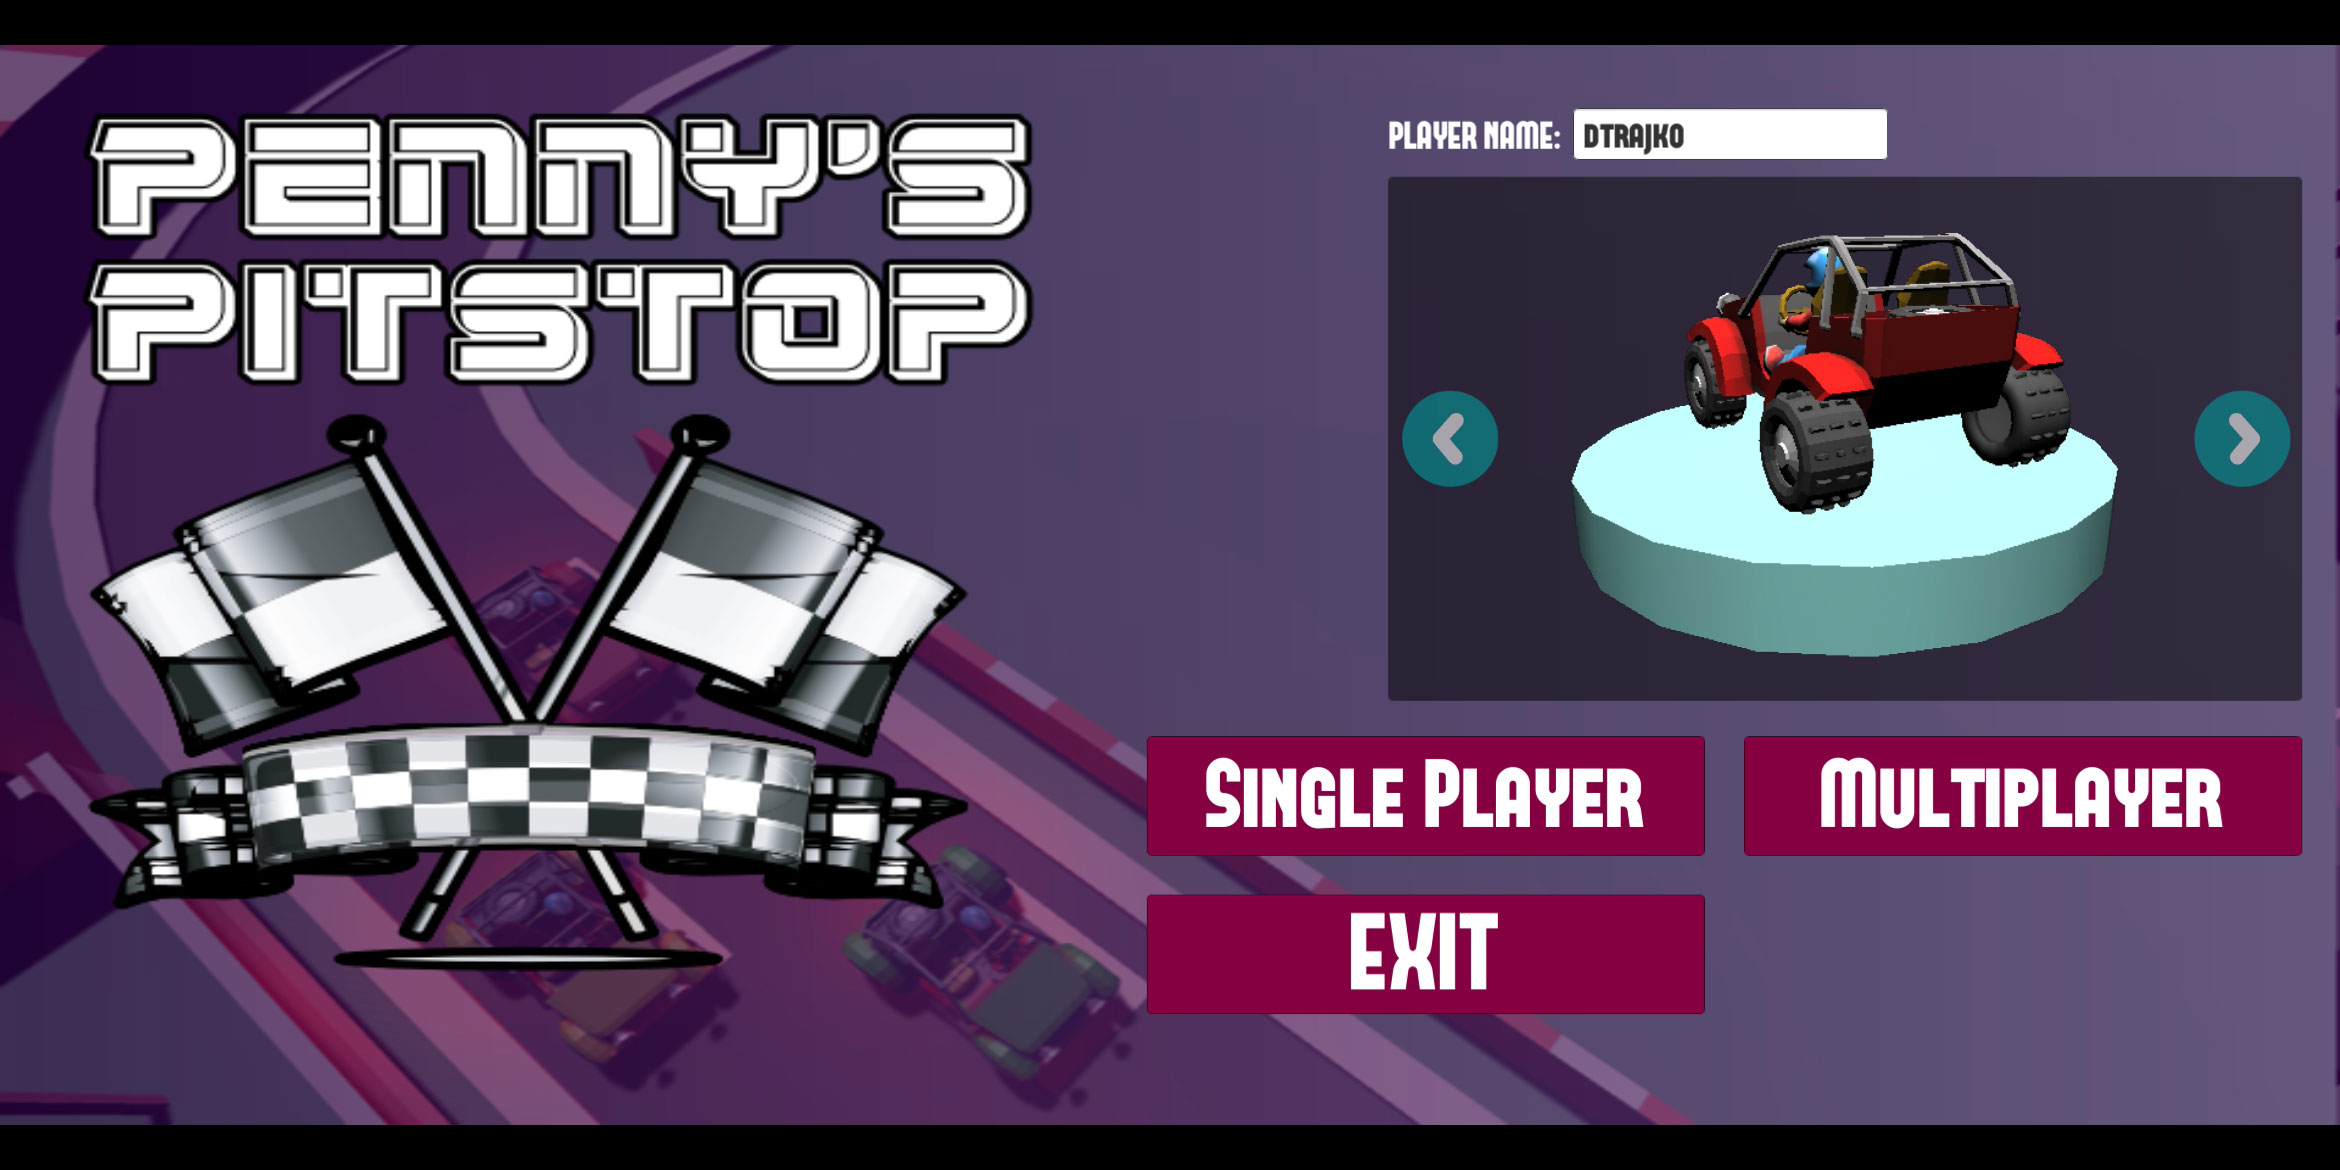 PENNY'S
PITSTOP
PLAYER NAME: DTRAJKO
SINGLE PLAYER
MULTIPLAYER
EXIT